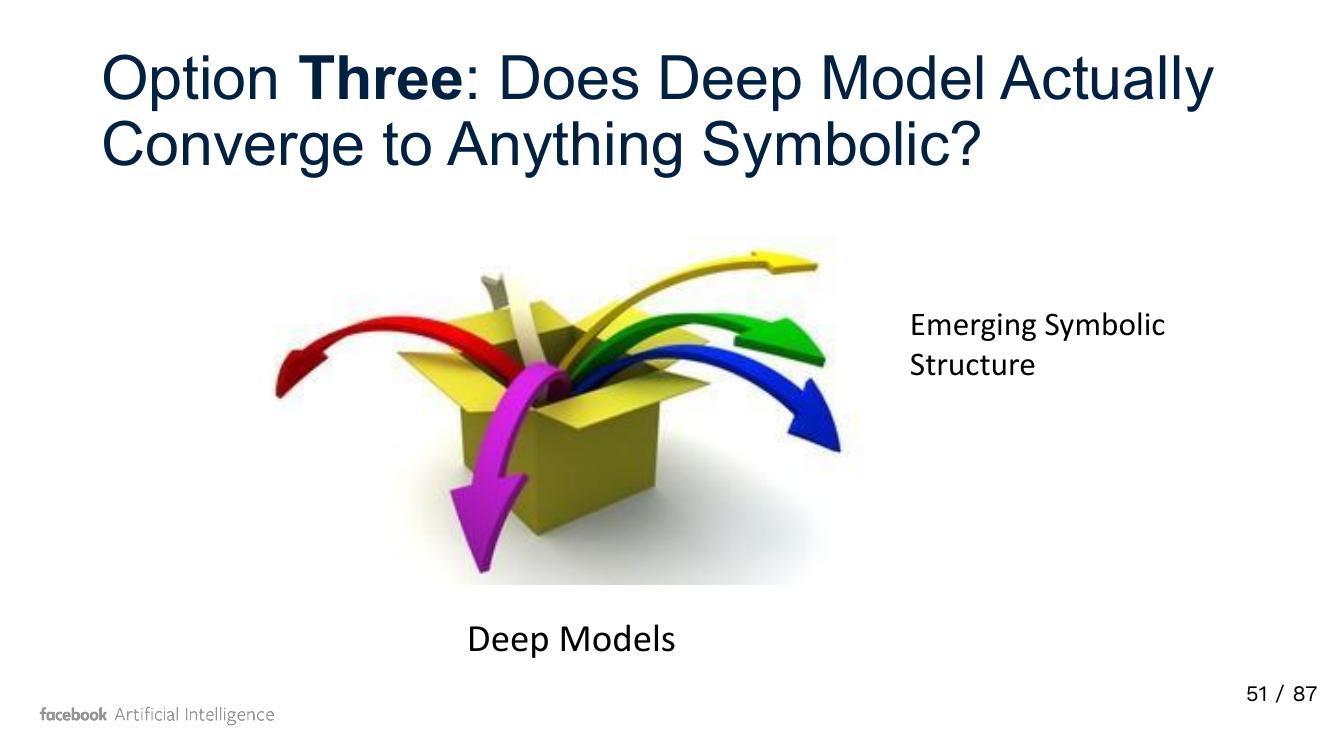 Option Three: Does Deep Model Actually
Converge to Anything Symbolic?
Emerging Symbolic
Structure
Deep Models
51 / 87
facebook Artificial Intelligence